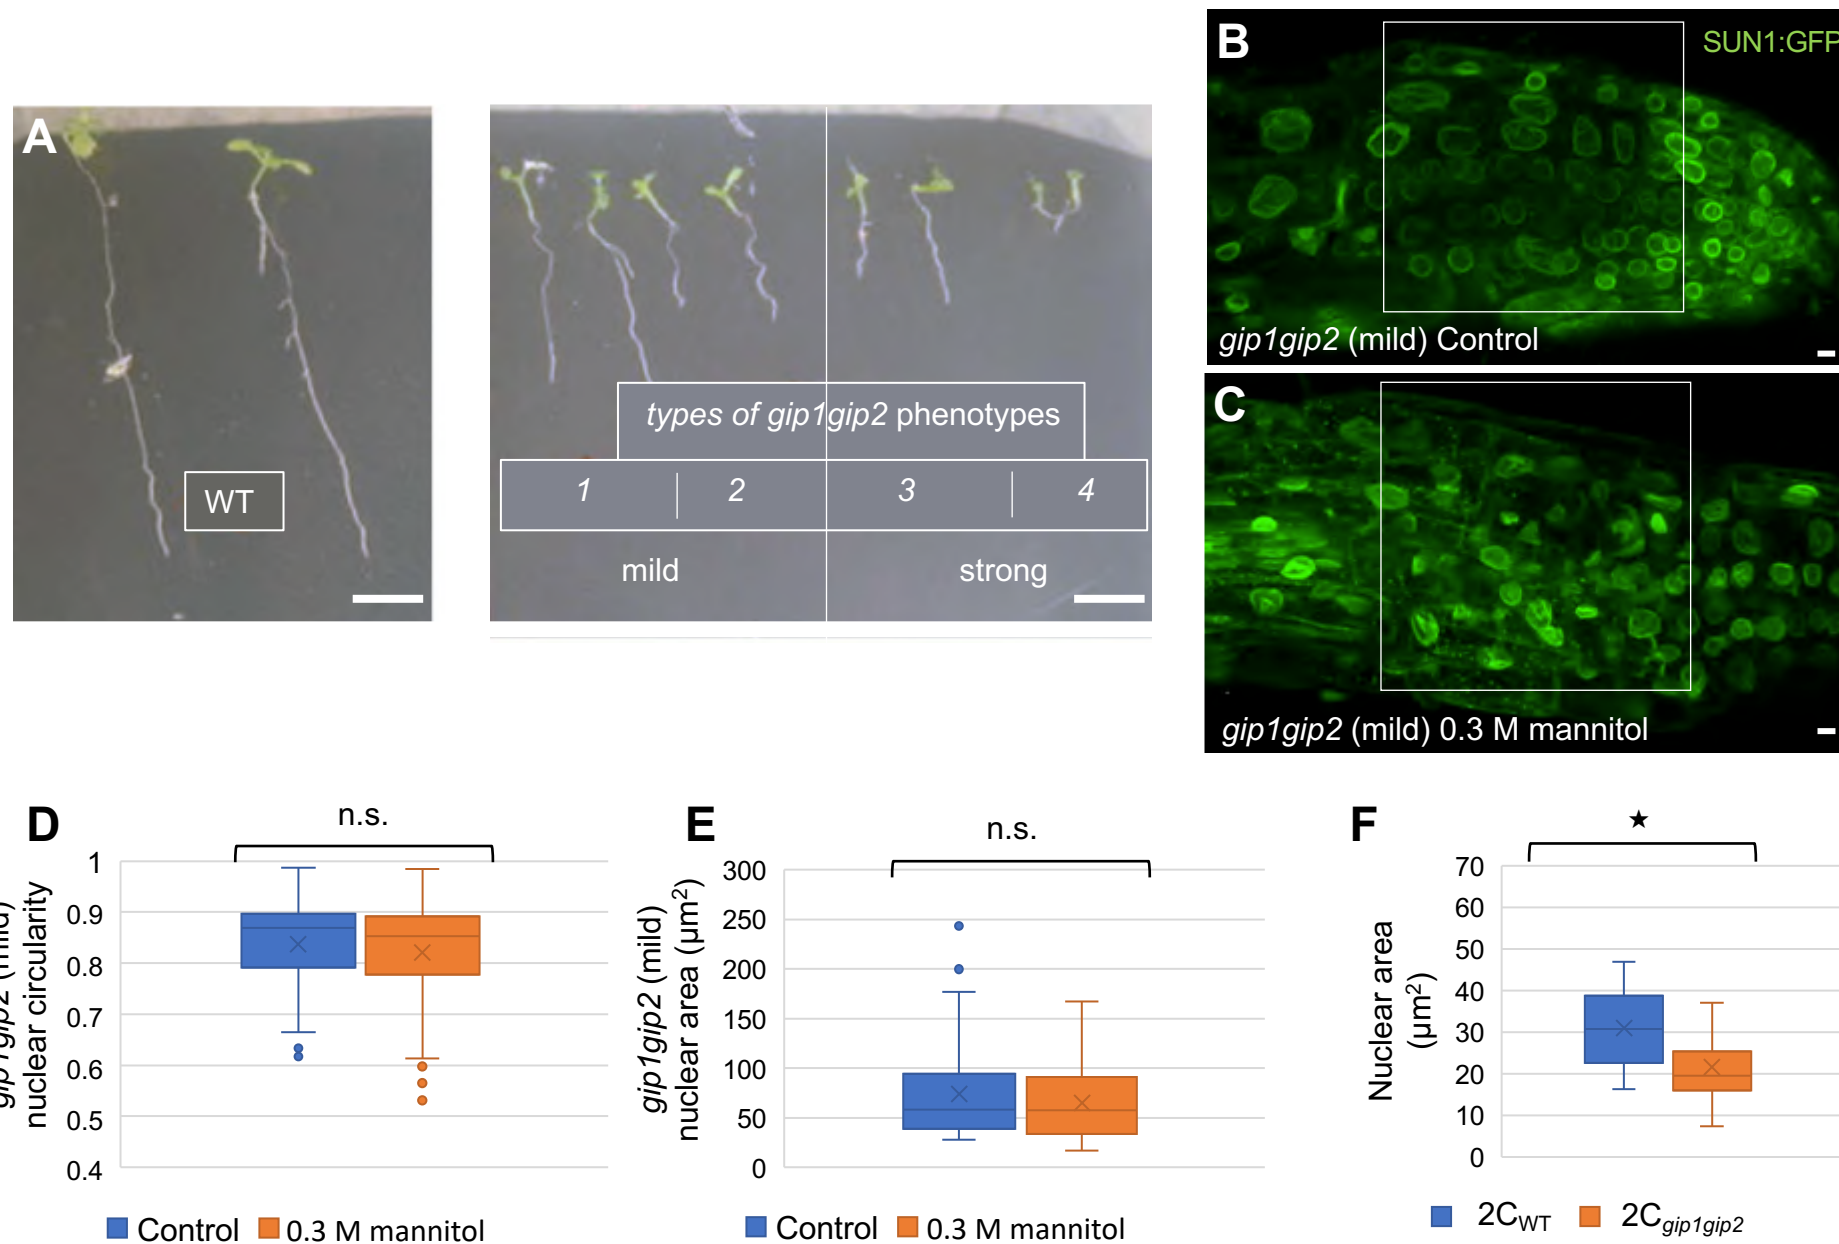 A
WT
types of gip1gip2 phenotypes
1 2 3 4
mild strong
B
SUN1:GFP
gip1gip2 (mild) Control
C
gip1gip2 (mild) 0.3 M mannitol
D
n.s.
gip1gip2 (mild)
nuclear circularity
1
0.9
0.8
0.7
0.6
0.5
0.4
Control 0.3 M mannitol
E
n.s.
gip1gip2 (mild)
nuclear area (µm²)
300
250
200
150
100
50
0
Control 0.3 M mannitol
F
★
Nuclear area
(µm²)
70
60
50
40
30
20
10
0
2CWT 2Cgip1gip2